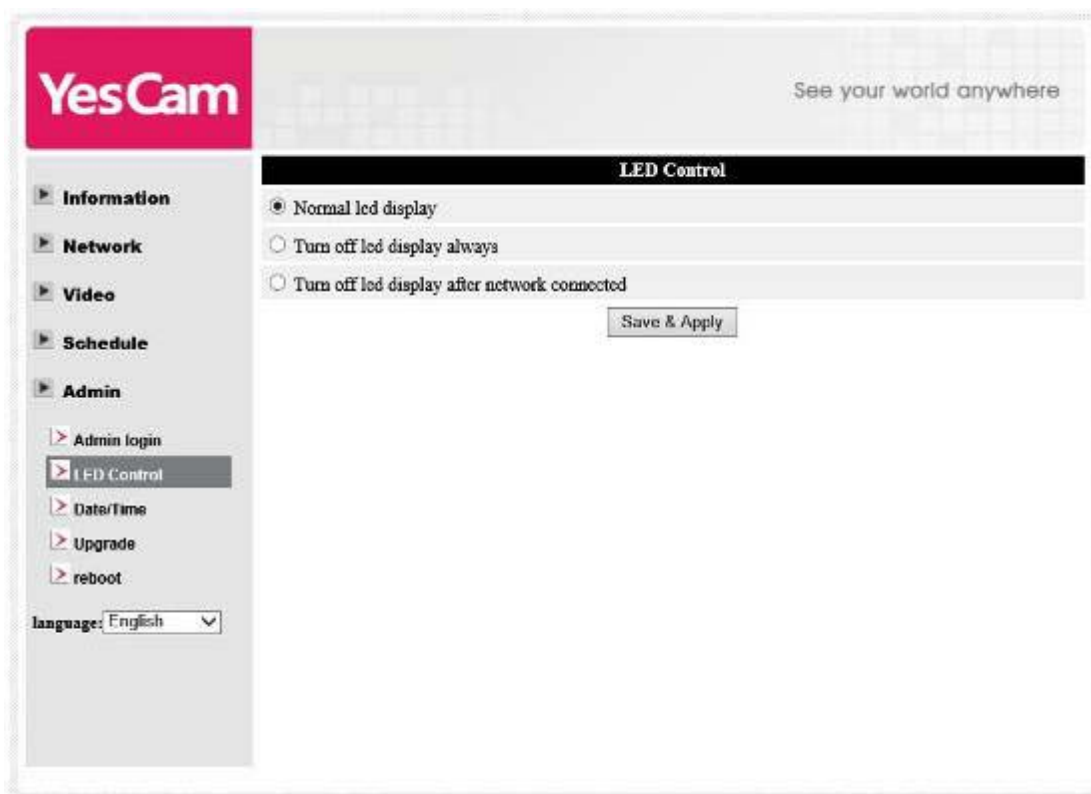 YesCam
See your world anywhere
LED Control
Information
Network
Video
Schedule
Admin
Admin login
LED Control
Date/Time
Upgrade
reboot
language: English
Normal led display
Turn off led display always
Turn off led display after network connected
Save & Apply